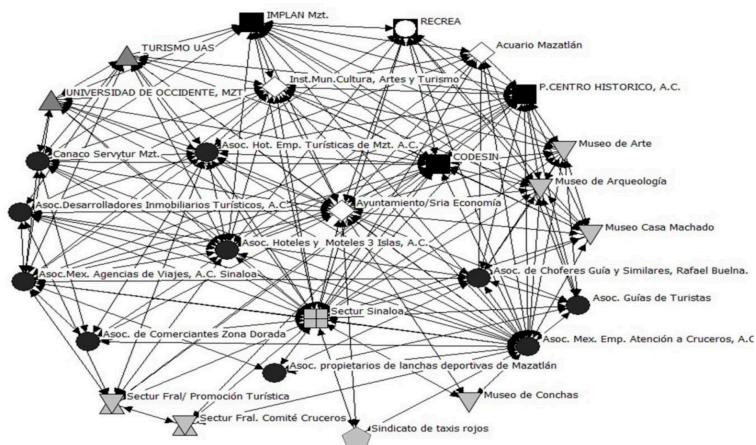 IMPLAN Mzt.
RECREA
TURISMO UAS
Acuario Mazatlán
Inst.Mun.Cultura, Artes y Turismo
UNIVERSIDAD DE OCCIDENTE, MZT
P.CENTRO HISTORICO, A.C.
Asoc. Hot. Emp. Turísticas de Mzt. A.C.
Museo de Arte
Canaco Servytur Mzt.
CODESIN
Museo de Arqueología
Asoc.Desarrolladores Inmobiliarios Turísticos, A.C
Ayuntamiento/Sria Economía
Museo Casa Machado
Asoc. Hoteles y Moteles 3 Islas, A.C.
Asoc.Mex. Agencias de Viajes, A.C. Sinaloa
Asoc. de Choferes Guía y Similares, Rafael Buelna.
Asoc. Guías de Turistas
Sectur Sinaloa
Asoc. de Comerciantes Zona Dorada
Asoc. Mex. Emp. Atención a Cruceros, A.C
Asoc. propietarios de lanchas deportivas de Mazatlán
Sectur Fral/ Promoción Turística
Museo de Conchas
Sectur Fral. Comité Cruceros
Sindicato de taxis rojos